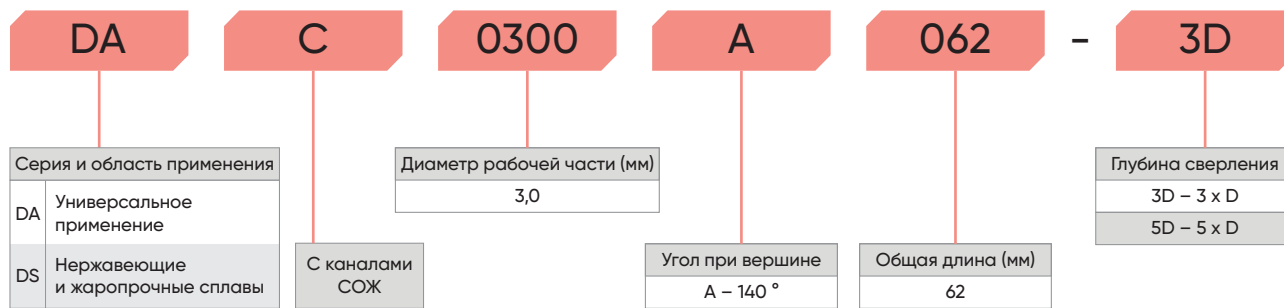 DA C 0300 A 062 - 3D
Серия и область применения
DA Универсальное
применение
DS Нержавеющие
и жаропрочные сплавы
С каналами
СОЖ
Диаметр рабочей части (мм)
3,0
Угол при вершине
A – 140 °
Общая длина (мм)
62
Глубина сверления
3D – 3 x D
5D – 5 x D